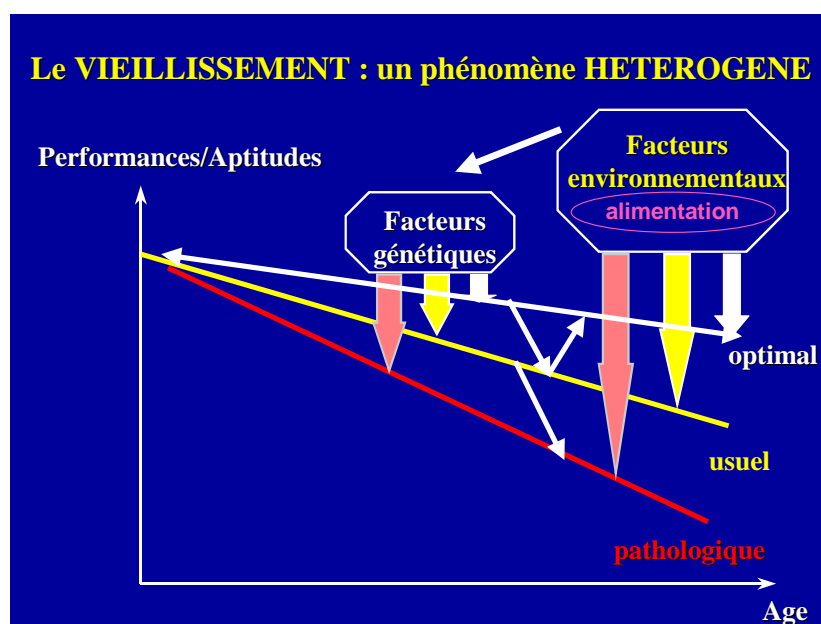 Le VIEILLISSEMENT : un phénomène HETEROGENE
Performances/Aptitudes
Facteurs
environnementaux
alimentation
Facteurs
génétiques
optimal
usuel
pathologique
Age